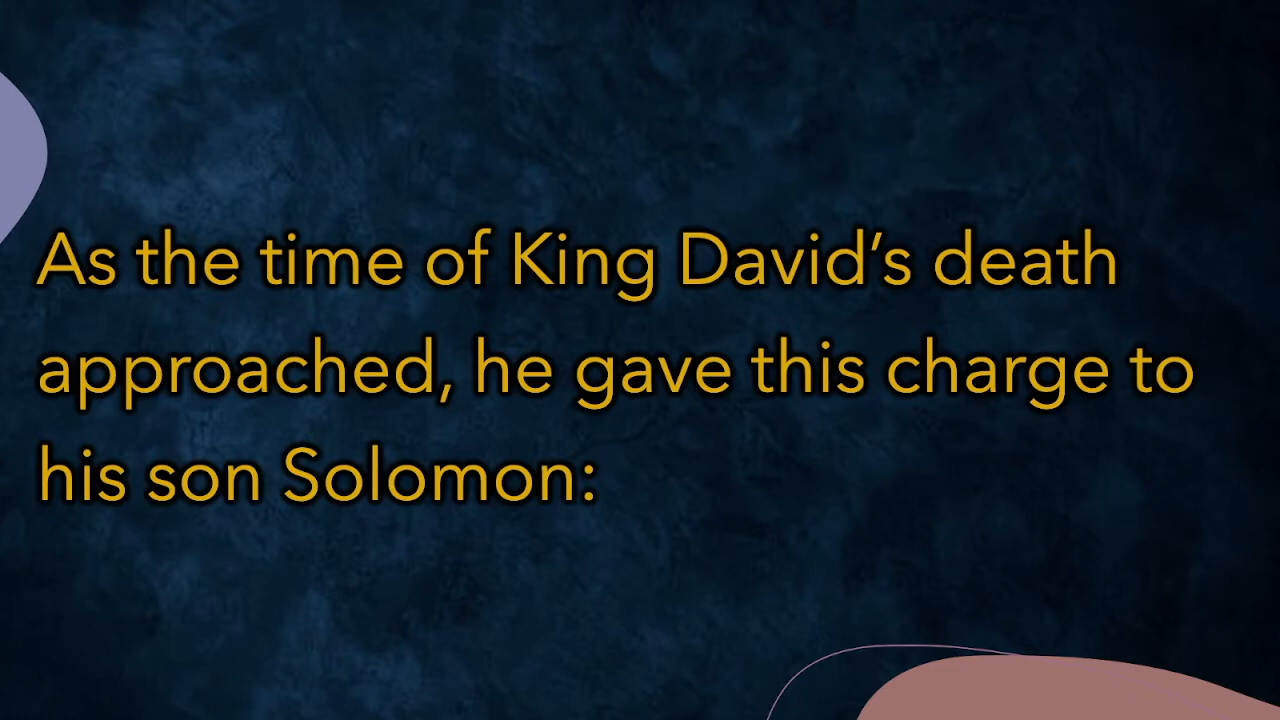 As the time of King David’s death
approached, he gave this charge to
his son Solomon: